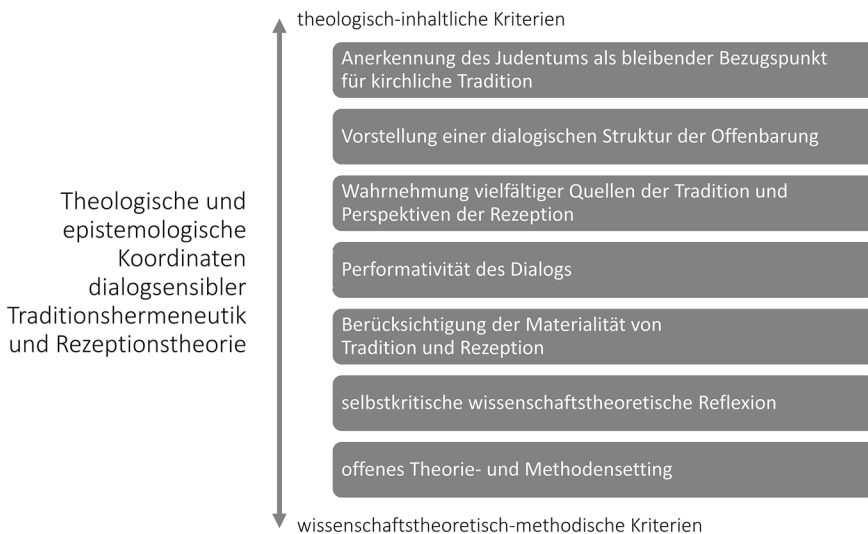 theologisch-inhaltliche Kriterien
Anerkennung des Judentums als bleibender Bezugspunkt
für kirchliche Tradition
Vorstellung einer dialogischen Struktur der Offenbarung
Wahrnehmung vielfältiger Quellen der Tradition und
Perspektiven der Rezeption
Performativität des Dialogs
Berücksichtigung der Materialität von
Tradition und Rezeption
selbstkritische wissenschaftstheoretische Reflexion
offenes Theorie- und Methodensetting
wissenschaftstheoretisch-methodische Kriterien
Theologische und
epistemologische
Koordinaten
dialogsensibler
Traditionshermeneutik
und Rezeptionstheorie